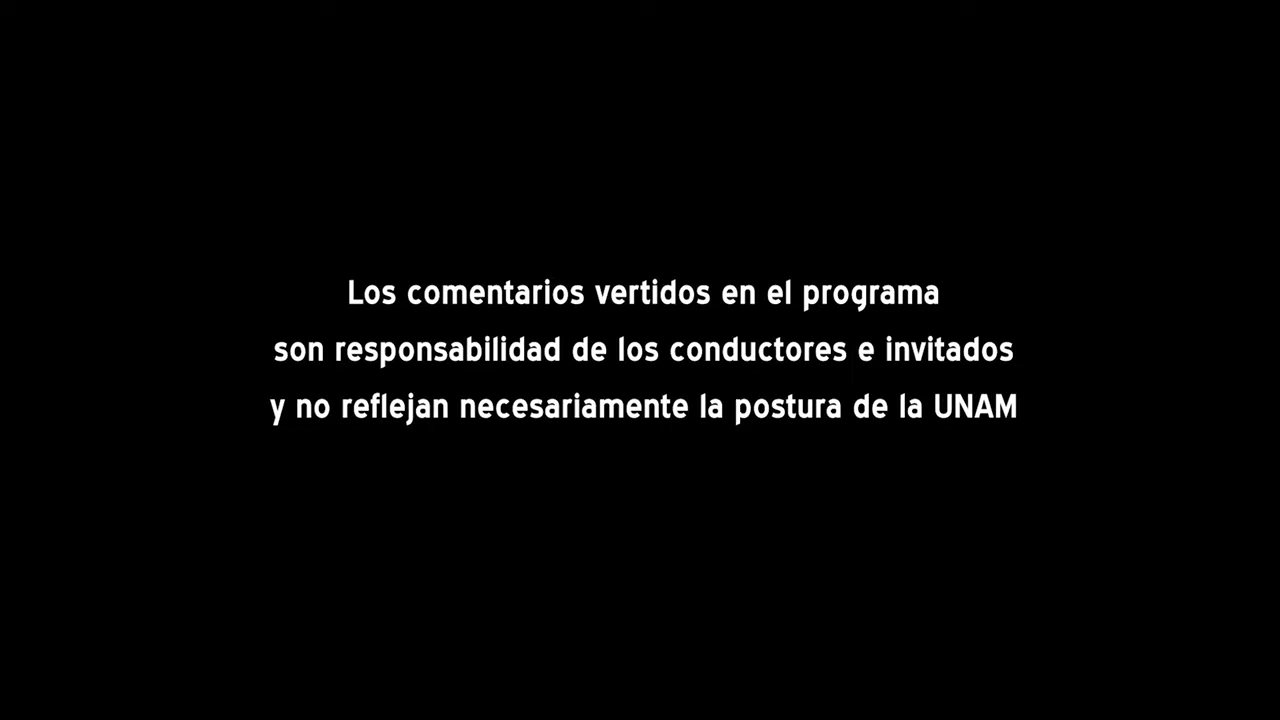 Los comentarios vertidos en el programa
son responsabilidad de los conductores e invitados
y no reflejan necesariamente la postura de la UNAM